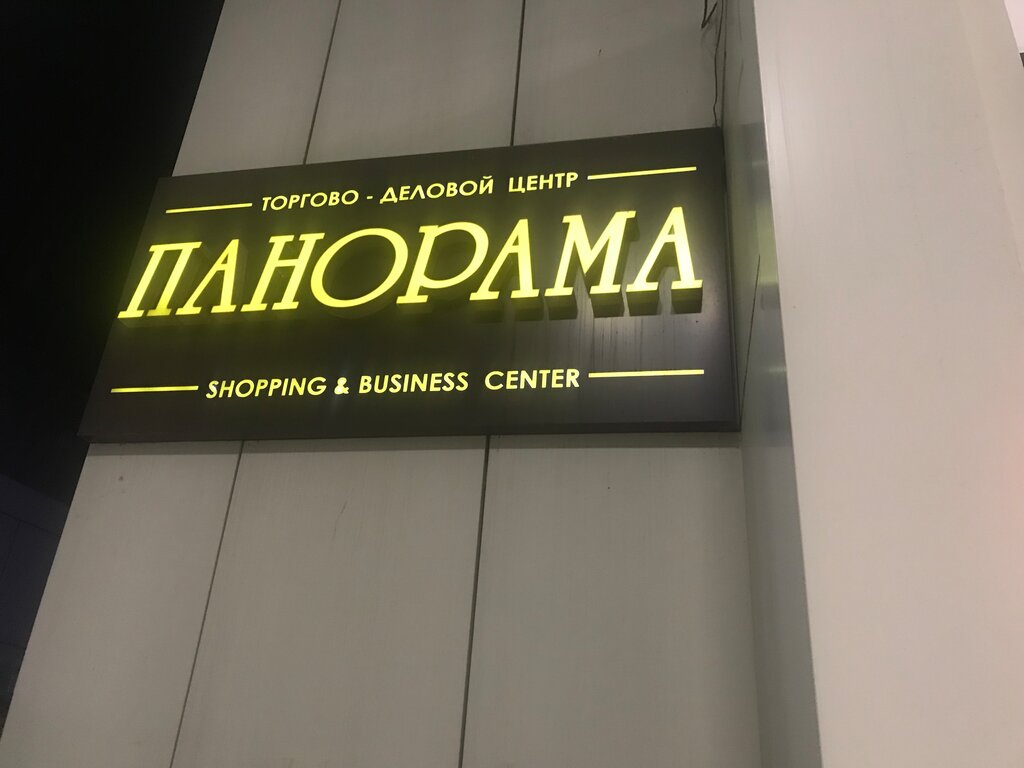 ТОРГОВО - ДЕЛОВОЙ ЦЕНТР
ПАНОРАМА
SHOPPING & BUSINESS CENTER